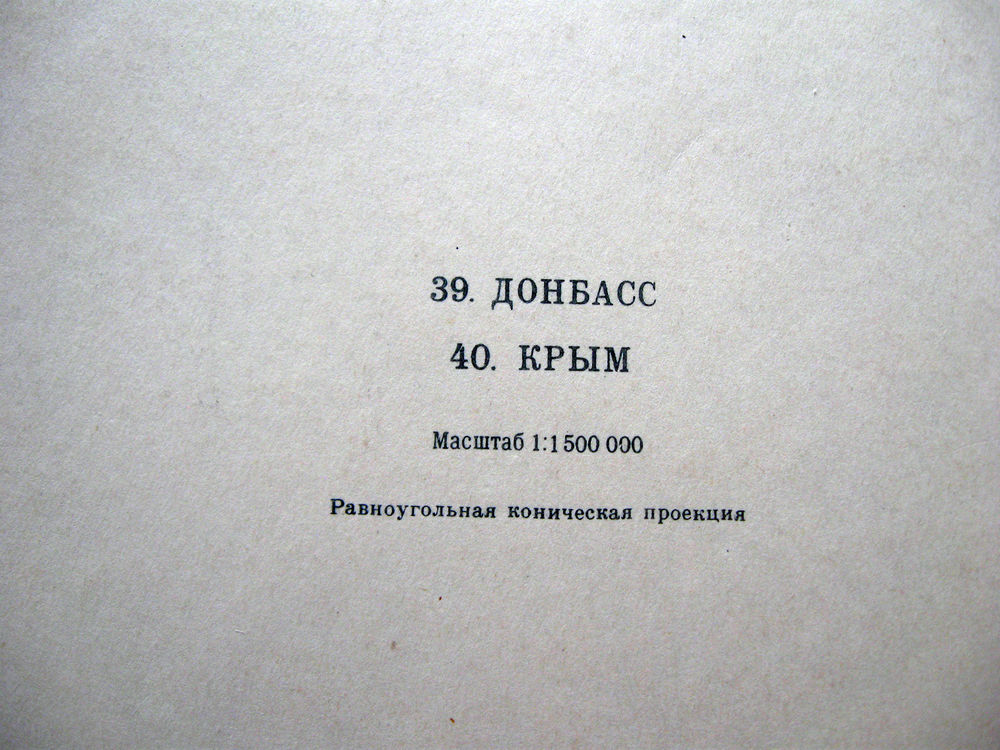 39. ДОНБАСС
40. КРЫМ
Масштаб 1:1 500 000
Равноугольная коническая проекция